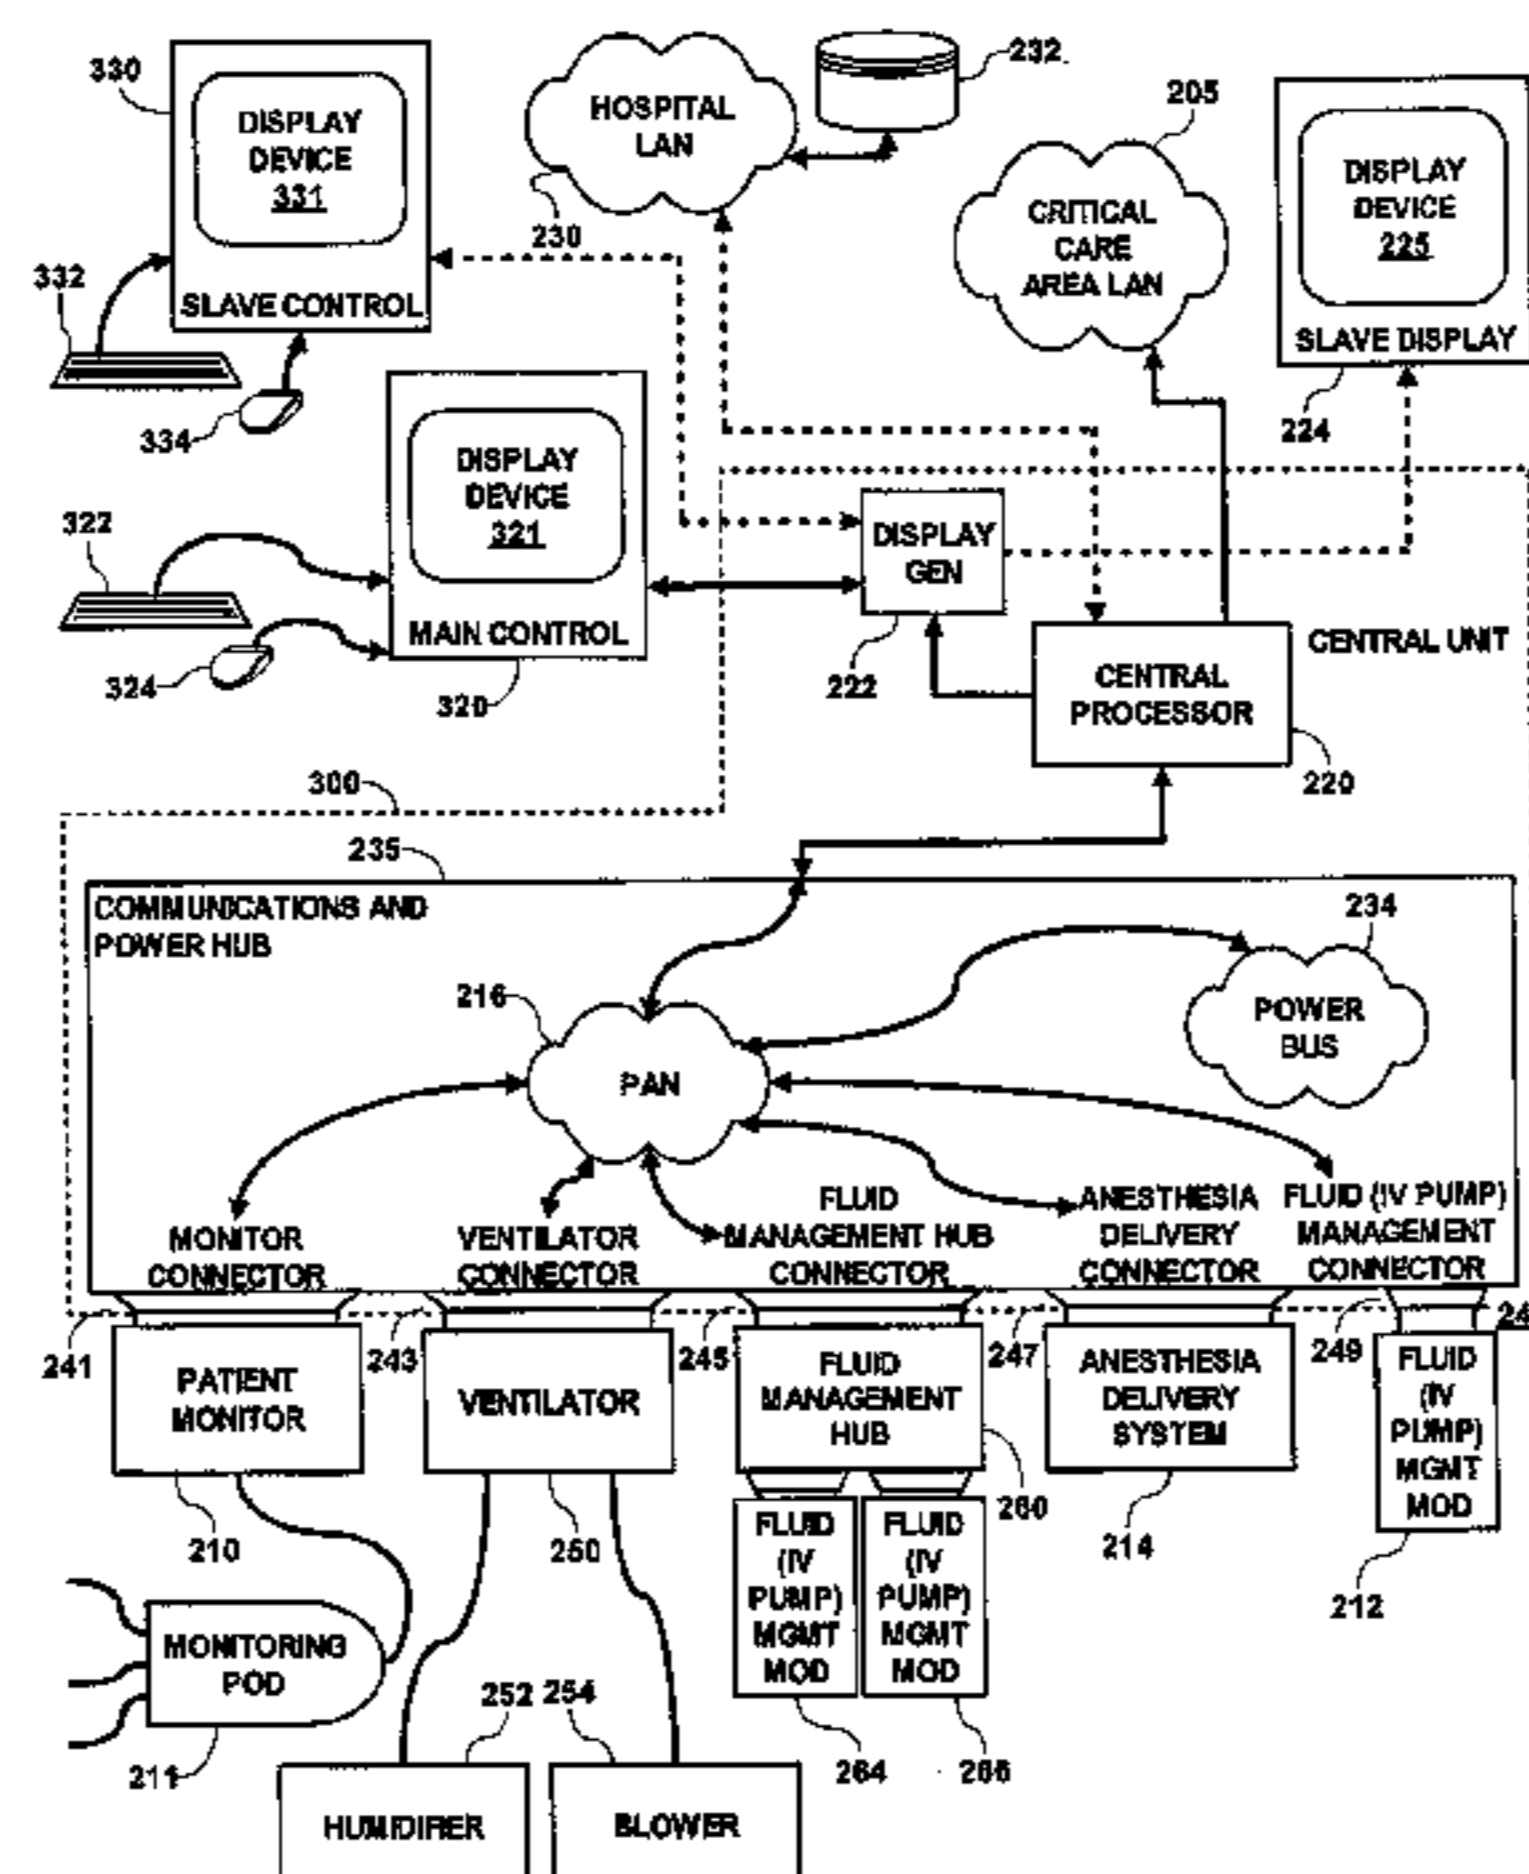 330
DISPLAY
DEVICE
331
SLAVE CONTROL
332
334
HOSPITAL
LAN
230
232
205
CRITICAL
CARE
AREA LAN
DISPLAY
DEVICE
225
SLAVE DISPLAY
224
322
324
DISPLAY
DEVICE
321
MAIN CONTROL
320
DISPLAY
GEN
222
CENTRAL UNIT
CENTRAL
PROCESSOR
220
300
235
COMMUNICATIONS AND
POWER HUB
234
POWER
BUS
216
PAN
MONITOR
CONNECTOR
VENTILATOR
CONNECTOR
FLUID
MANAGEMENT HUB
CONNECTOR
ANESTHESIA
DELIVERY
CONNECTOR
FLUID (IV PUMP)
MANAGEMENT
CONNECTOR
241
243
245
247
249
24
PATIENT
MONITOR
210
VENTILATOR
250
FLUID
MANAGEMENT
HUB
260
ANESTHESIA
DELIVERY
SYSTEM
214
FLUID
(IV
PUMP)
MGMT
MOD
212
FLUID
(IV
PUMP)
MGMT
MOD
264
FLUID
(IV
PUMP)
MGMT
MOD
266
MONITORING
POD
211
252
254
HUMIDIFIER
BLOWER